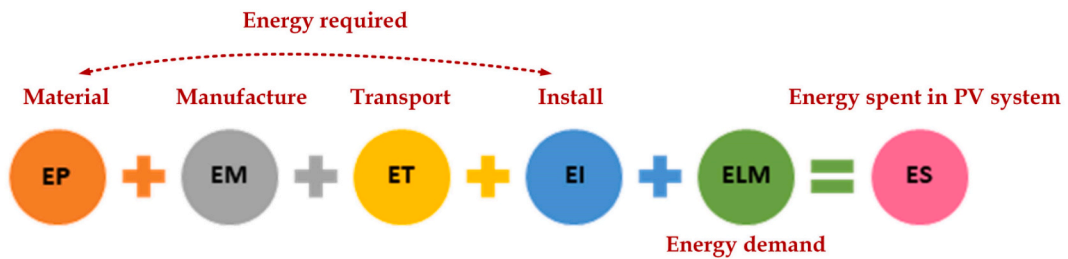 Energy required
Material Manufacture Transport Install Energy spent in PV system
EP + EM + ET + EI + ELM = ES
Energy demand